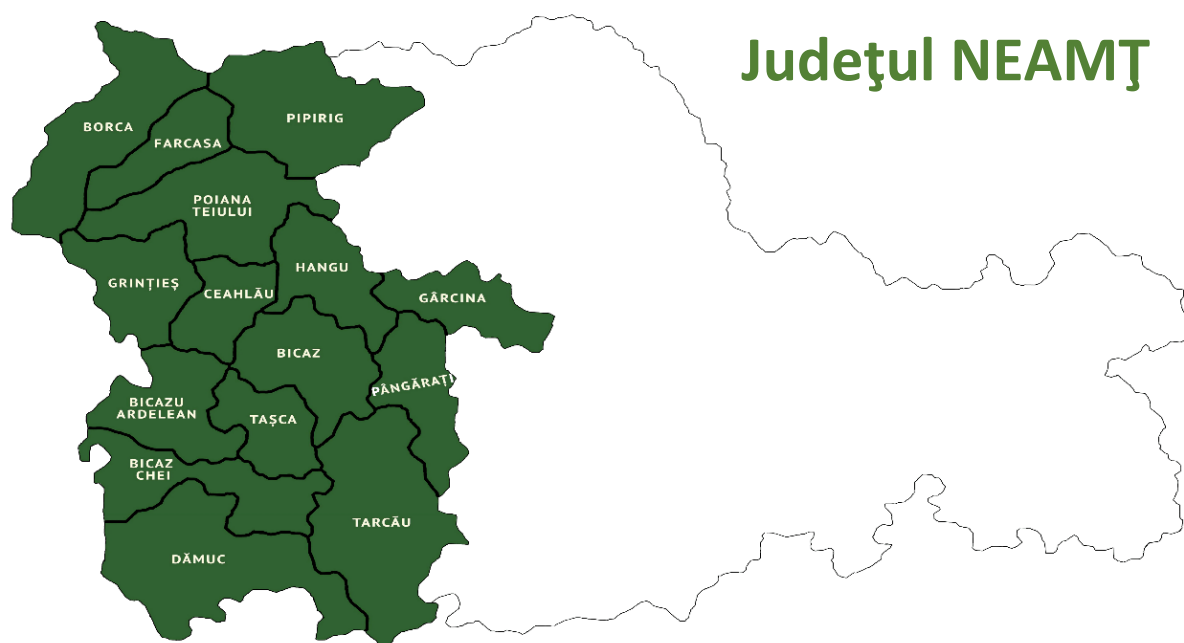 Judeţul NEAMŢ
BORCA
PIPIRIG
FARCASA
POIANA
TEIULUI
HANGU
GRINȚIEȘ
CEAHLĂU
GÂRCINA
BICAZ
PÂNGĂRAȚI
BICAZU
ARDELEAN
TAȘCA
BICAZ
CHEI
TARCĂU
DĂMUC